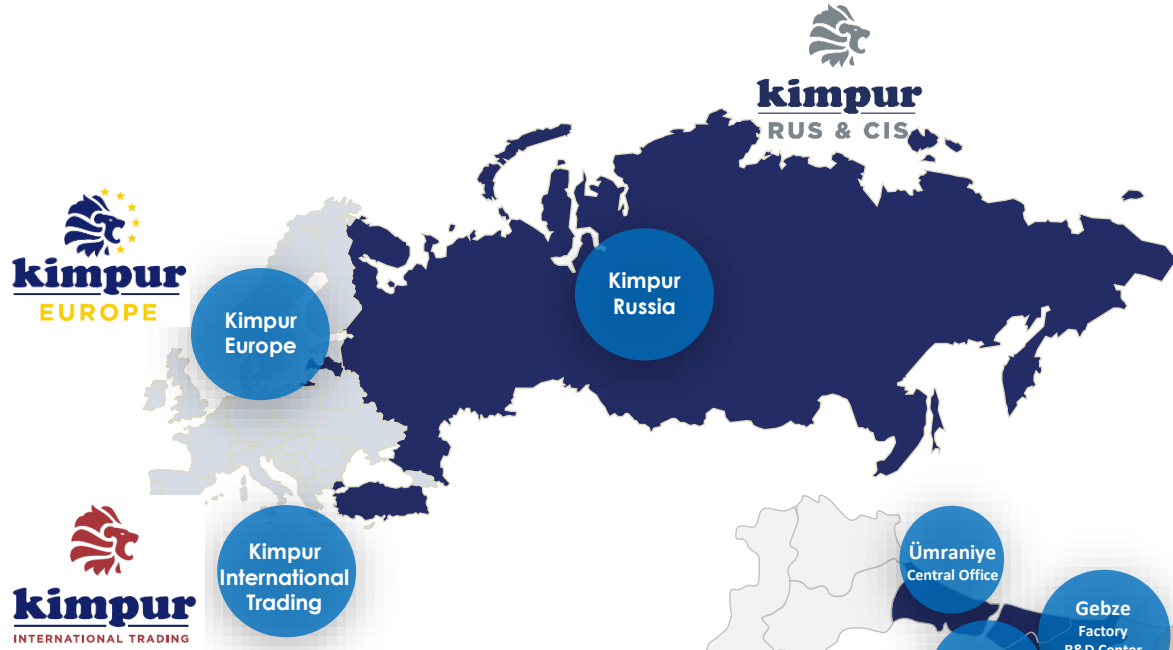 kimpur
RUS & CIS
kimpur
EUROPE
Kimpur
Europe
Kimpur
Russia
kimpur
INTERNATIONAL TRADING
Kimpur
International
Trading
Ümraniye
Central Office
Gebze
Factory
R&D Center